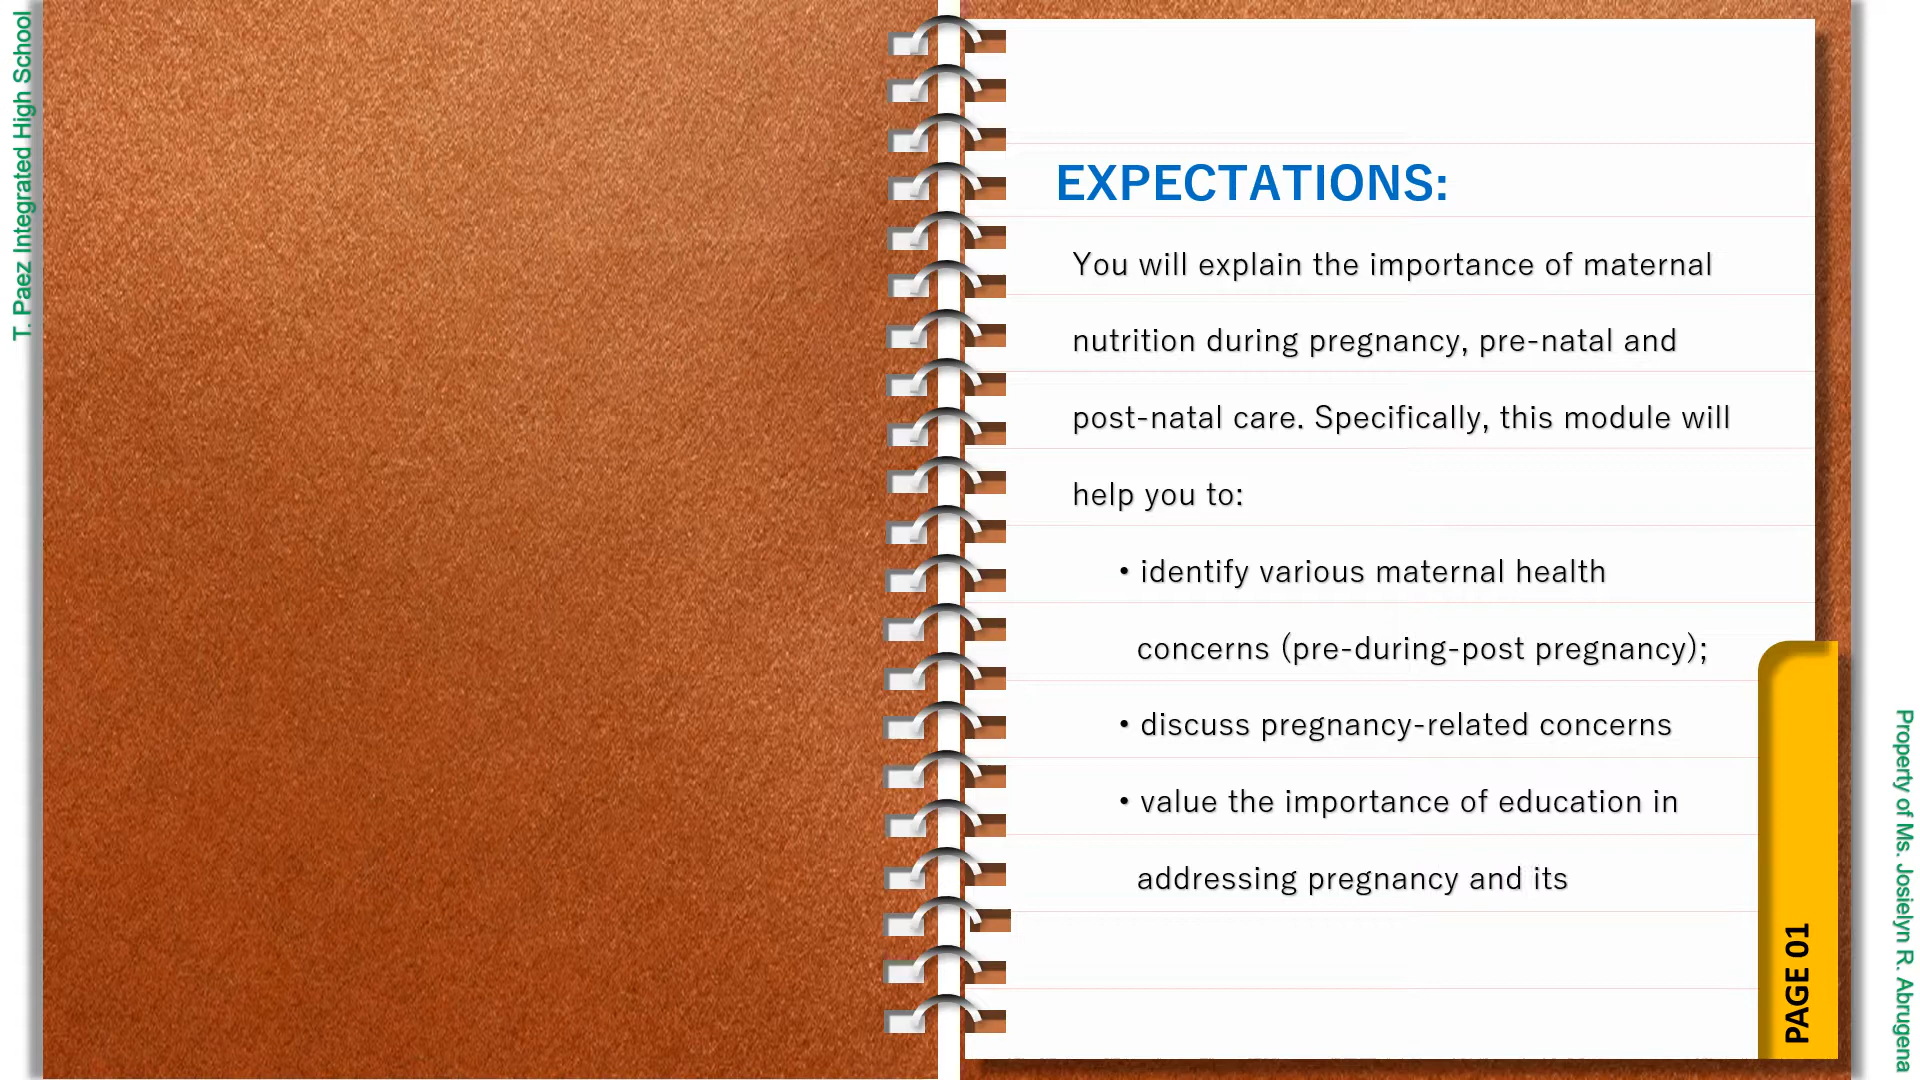 T. Paez Integrated High School
EXPECTATIONS:
You will explain the importance of maternal
nutrition during pregnancy, pre-natal and
post-natal care. Specifically, this module will
help you to:
• identify various maternal health
concerns (pre-during-post pregnancy);
• discuss pregnancy-related concerns
• value the importance of education in
addressing pregnancy and its
PAGE 01
Property of Ms. Josielyn R. Abrugena